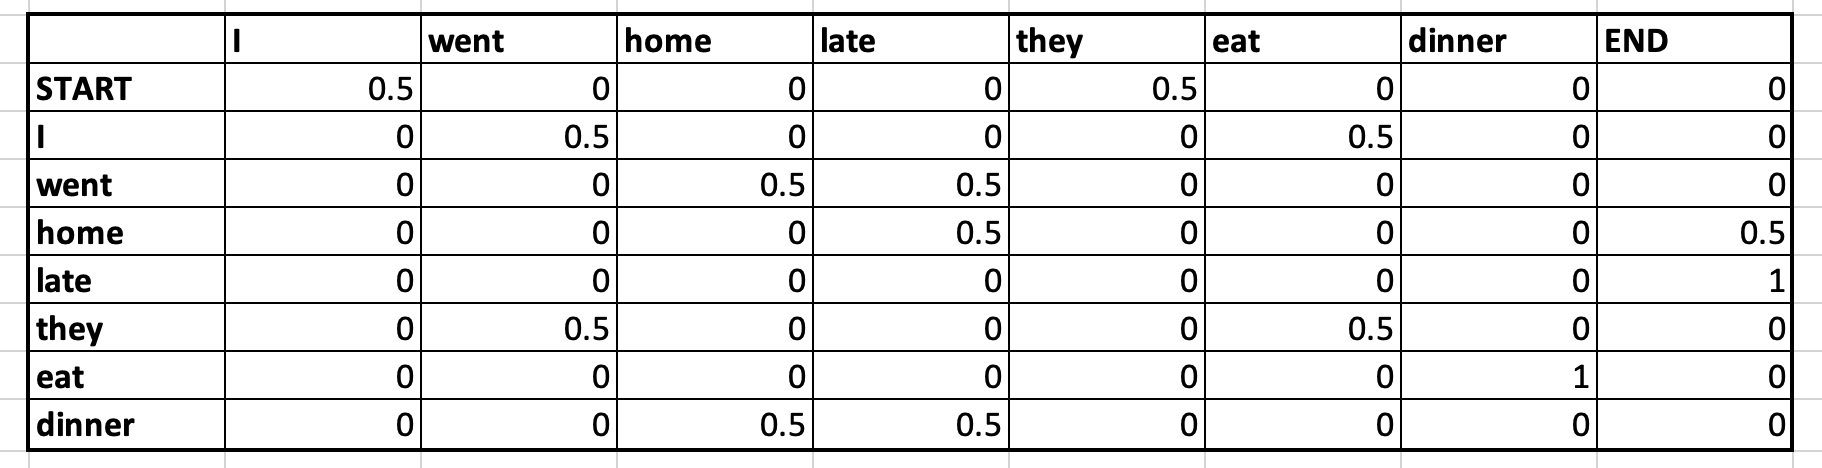 I went home late they eat dinner END
START 0.5 0 0 0 0.5 0 0 0
I 0 0.5 0 0 0 0.5 0 0
went 0 0 0.5 0.5 0 0 0 0
home 0 0 0 0.5 0 0 0 0.5
late 0 0 0 0 0 0 0 1
they 0 0.5 0 0 0 0.5 0 0
eat 0 0 0 0 0 0 1 0
dinner 0 0 0.5 0.5 0 0 0 0